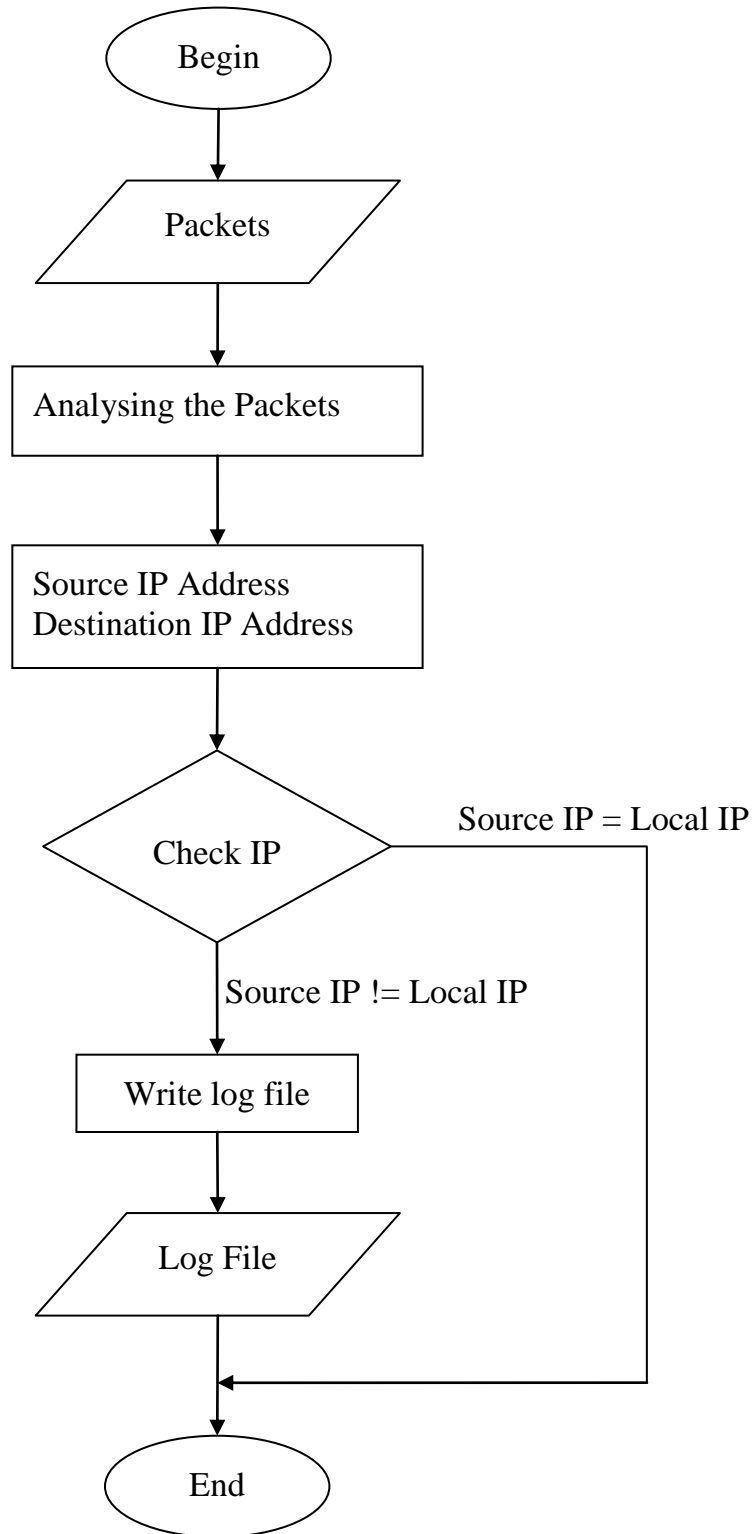 Begin
Packets
Analysing the Packets
Source IP Address
Destination IP Address
Check IP
Source IP = Local IP
Source IP != Local IP
Write log file
Log File
End